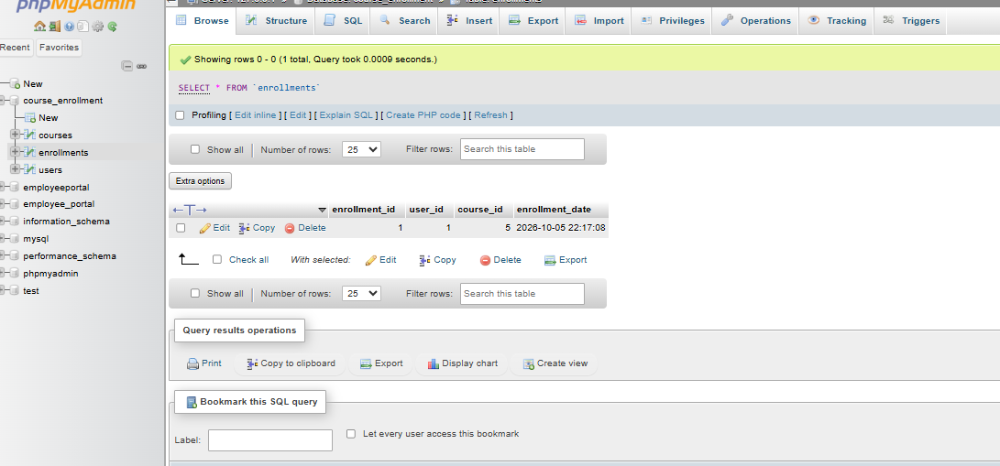 phpMyAdmin
Recent Favorites
New
course_enrollment
New
courses
enrollments
users
employeeportal
employee_portal
information_schema
mysql
performance_schema
phpmyadmin
test
Browse Structure SQL Search Insert Export Import Privileges Operations Tracking Triggers
Showing rows 0 - 0 (1 total, Query took 0.0009 seconds.)
SELECT * FROM `enrollments`
Profiling [ Edit inline ] [ Edit ] [ Explain SQL ] [ Create PHP code ] [ Refresh ]
Show all Number of rows: 25 Filter rows: Search this table
Extra options
←T→ enrollment_id user_id course_id enrollment_date
Edit Copy Delete 1 1 5 2026-10-05 22:17:08
Check all With selected: Edit Copy Delete Export
Show all Number of rows: 25 Filter rows: Search this table
Query results operations
Print Copy to clipboard Export Display chart Create view
Bookmark this SQL query
Label: Let every user access this bookmark